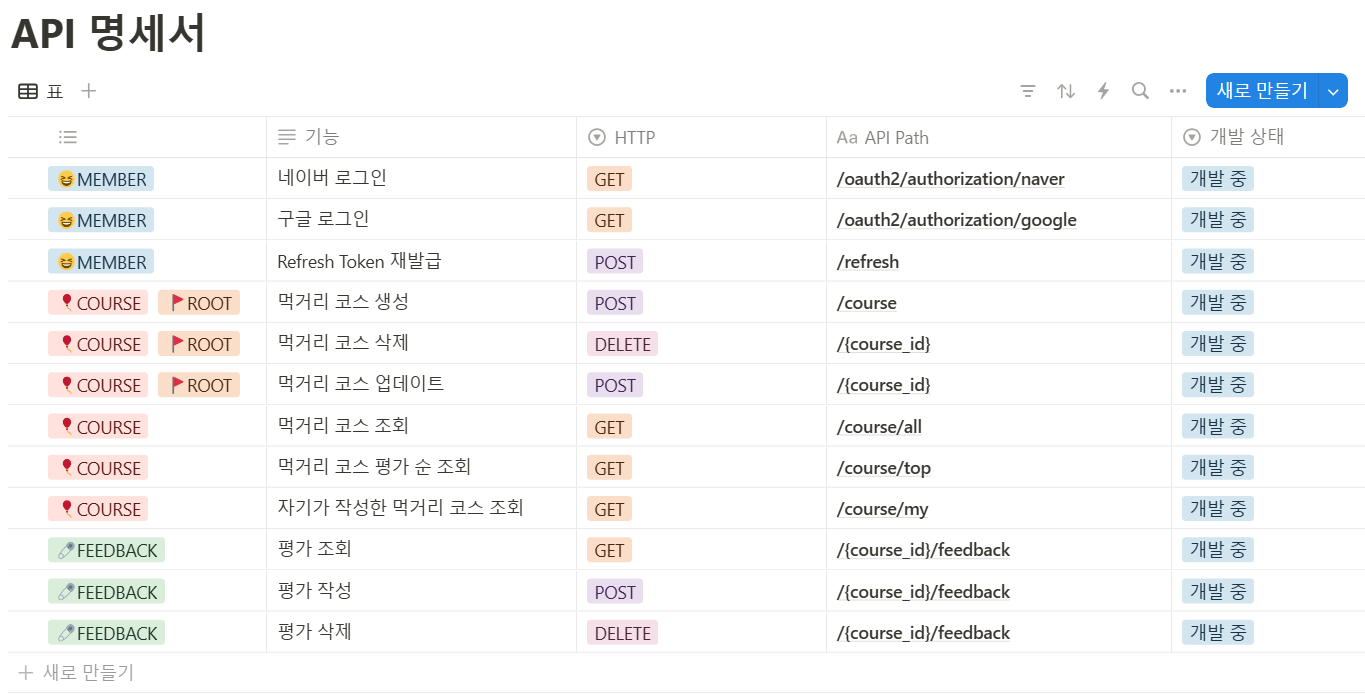 API 명세서
표
새로 만들기
기능 HTTP Aa API Path 개발 상태
😆MEMBER 네이버 로그인 GET /oauth2/authorization/naver 개발 중
😆MEMBER 구글 로그인 GET /oauth2/authorization/google 개발 중
😆MEMBER Refresh Token 재발급 POST /refresh 개발 중
🎈COURSE 🚩ROOT 먹거리 코스 생성 POST /course 개발 중
🎈COURSE 🚩ROOT 먹거리 코스 삭제 DELETE /{course_id} 개발 중
🎈COURSE 🚩ROOT 먹거리 코스 업데이트 POST /{course_id} 개발 중
🎈COURSE 먹거리 코스 조회 GET /course/all 개발 중
🎈COURSE 먹거리 코스 평가 순 조회 GET /course/top 개발 중
🎈COURSE 자기가 작성한 먹거리 코스 조회 GET /course/my 개발 중
FEEDBACK 평가 조회 GET /{course_id}/feedback 개발 중
FEEDBACK 평가 작성 POST /{course_id}/feedback 개발 중
FEEDBACK 평가 삭제 DELETE /{course_id}/feedback 개발 중
새로 만들기